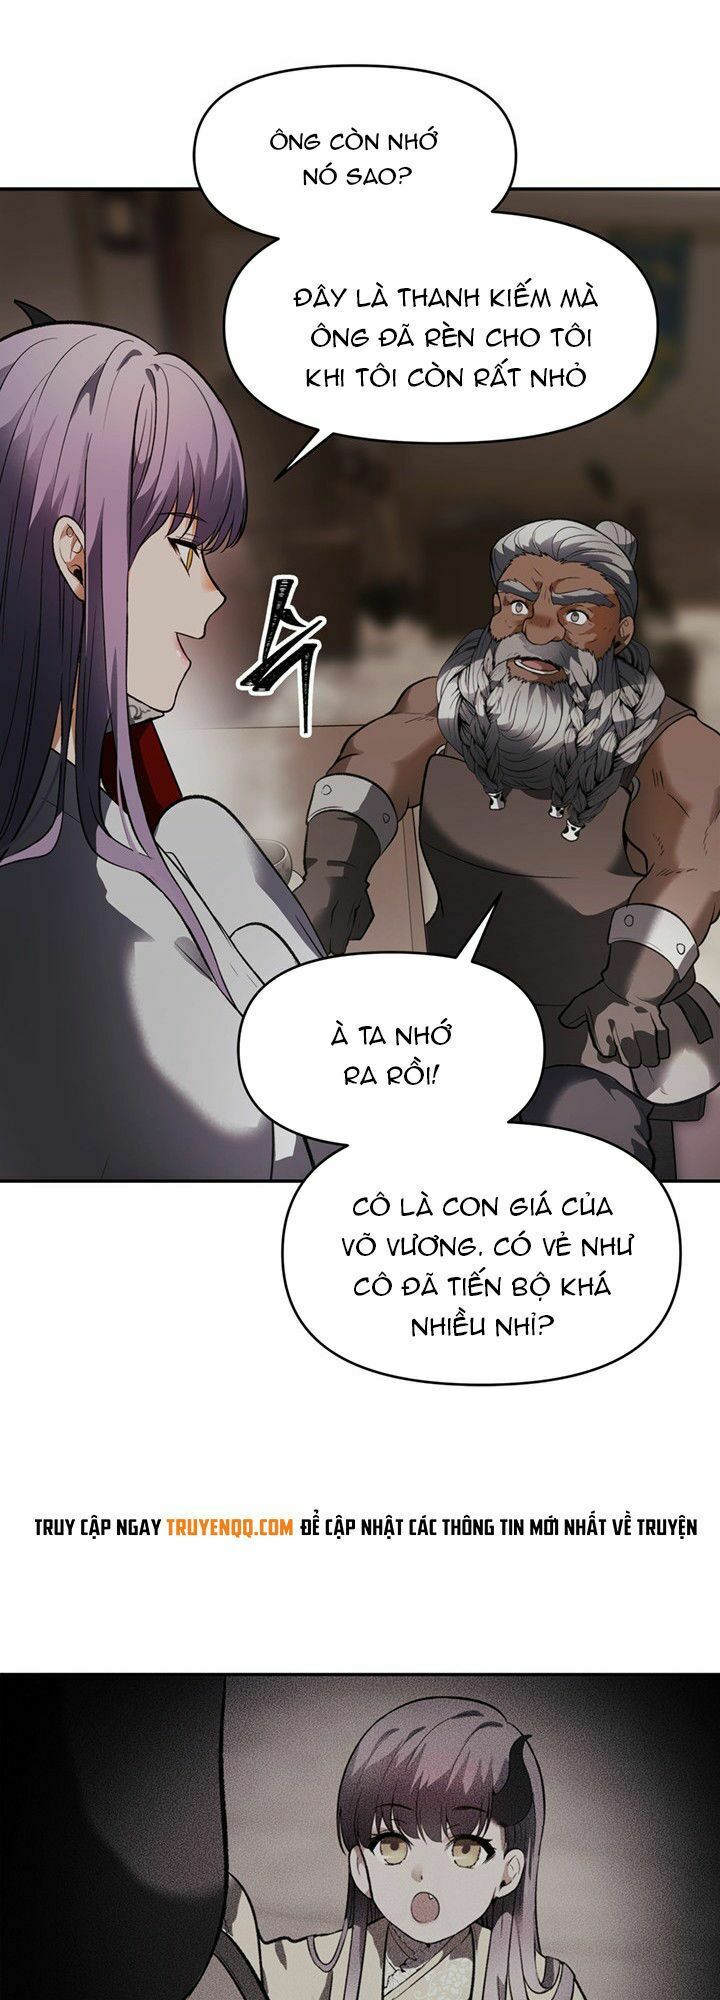 ÔNG CÒN NHỚ
NÓ SAO?
ĐÂY LÀ THANH KIẾM MÀ
ÔNG ĐÃ RÈN CHO TÔI
KHI TÔI CÒN RẤT NHỎ
À TA NHỚ
RA RỒI!
CÔ LÀ CON GIÁ CỦA
VÕ VƯƠNG. CÓ VẺ NHƯ
CÔ ĐÃ TIẾN BỘ KHÁ
NHIỀU NHỈ?
TRUY CẬP NGAY TRUYENQQ.COM ĐỂ CẬP NHẬT CÁC THÔNG TIN MỚI NHẤT VỀ TRUYỆN